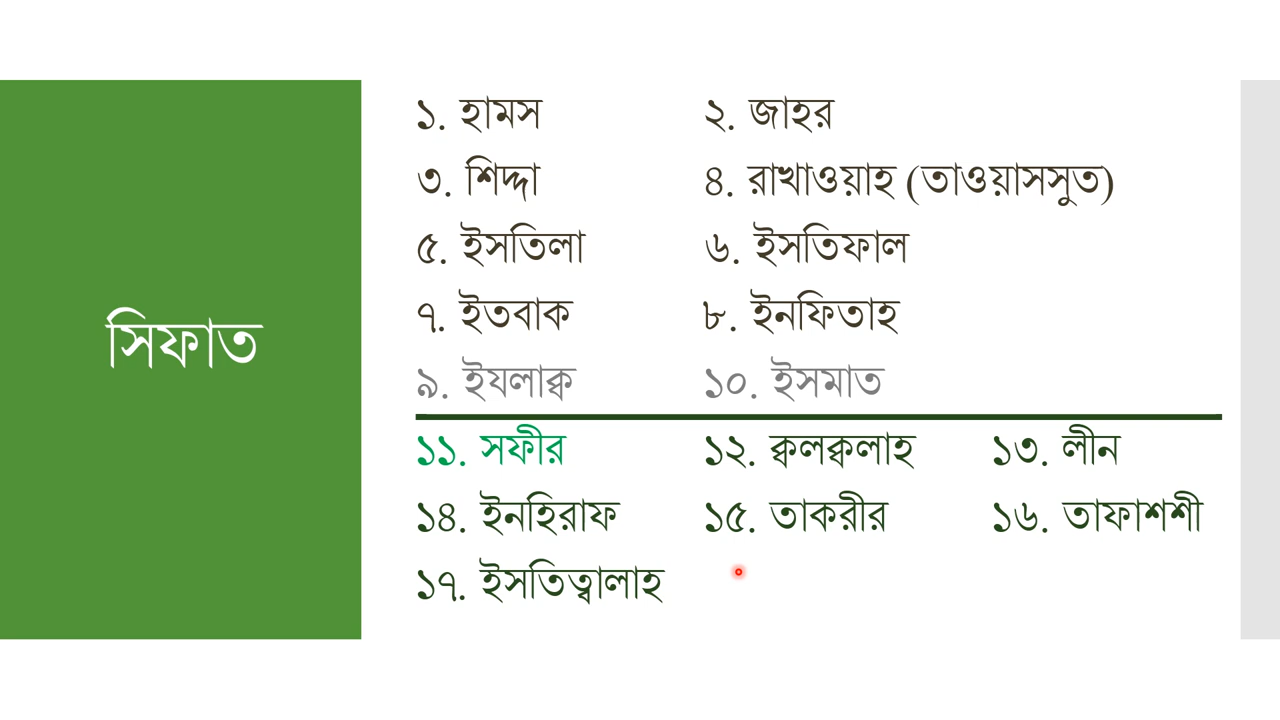 সিফাত
১. হামস ২. জাহর
৩. শিদ্দা ৪. রাখাওয়াহ (তাওয়াসসুত)
৫. ইসতিলা ৬. ইসতিফাল
৭. ইতবাক ৮. ইনফিতাহ
৯. ইযলাক্ব ১০. ইসমাত
১১. সফীর ১২. ক্বলক্বলাহ ১৩. লীন
১৪. ইনহিরাফ ১৫. তাকরীর ১৬. তাফাশশী
১৭. ইসতিত্বালাহ